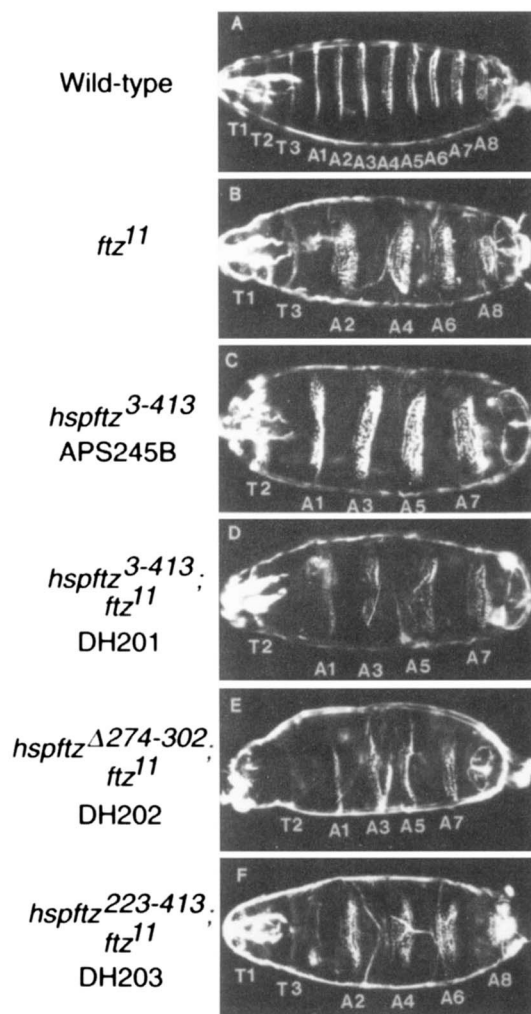 Wild-type
A
T1 T2 T3 A1 A2 A3 A4 A5 A6 A7 A8
ftz¹¹
B
T1 T3 A2 A4 A6 A8
hspftz³⁻⁴¹³
APS245B
C
T2 A1 A3 A5 A7
hspftz³⁻⁴¹³;
ftz¹¹
DH201
D
T2 A1 A3 A5 A7
hspftz^Δ274-302;
ftz¹¹
DH202
E
T2 A1 A3 A5 A7
hspftz²²³⁻⁴¹³;
ftz¹¹
DH203
F
T1 T3 A2 A4 A6 A8